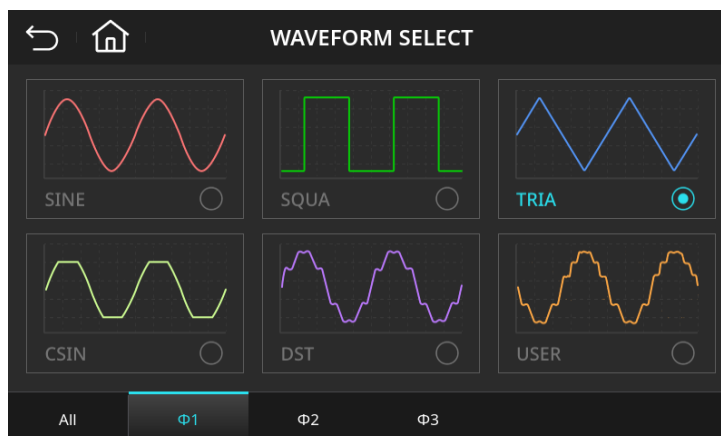 WAVEFORM SELECT
SINE
SQUA
TRIA
CSIN
DST
USER
All
Φ1
Φ2
Φ3